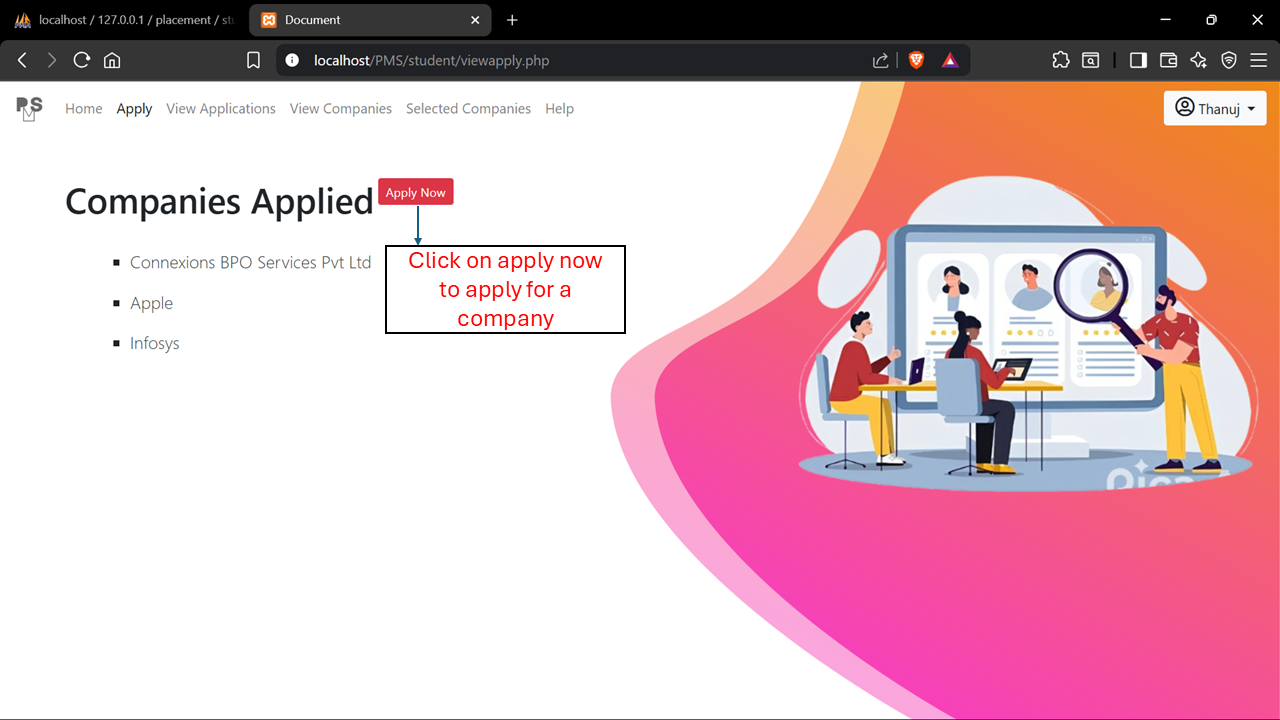 localhost / 127.0.0.1 / placement / stu
Document
localhost/PMS/student/viewapply.php
PMS
Home Apply View Applications View Companies Selected Companies Help
Thanuj
Companies Applied Apply Now
Connexions BPO Services Pvt Ltd
Apple
Infosys
Click on apply now
to apply for a
company